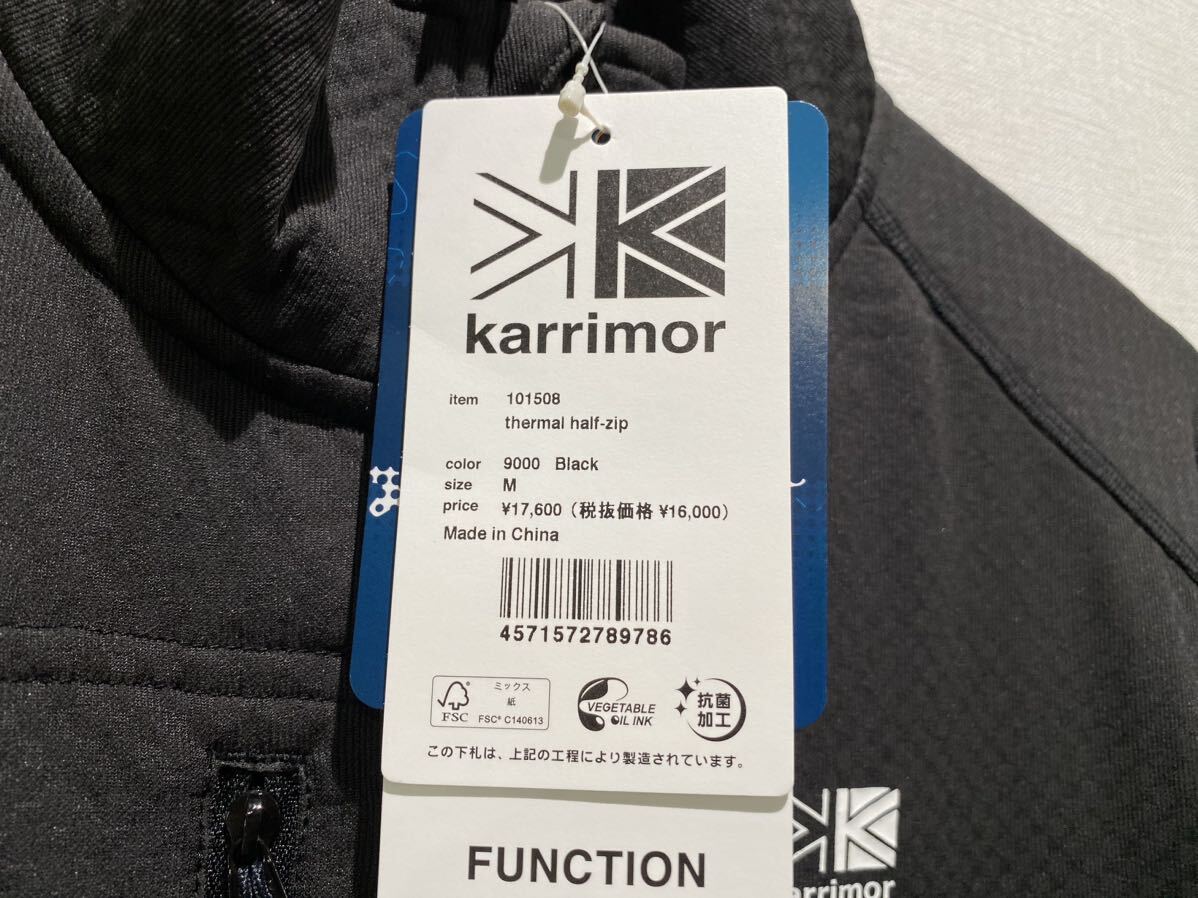 karrimor
item 101508
thermal half-zip
color 9000 Black
size M
price ¥17,600 (税抜価格 ¥16,000)
Made in China
4571572789786
FSC
ミックス
紙
FSC® C140613
VEGETABLE
OIL INK
抗菌
加工
この下札は、上記の工程により製造されています。
FUNCTION
karrimor